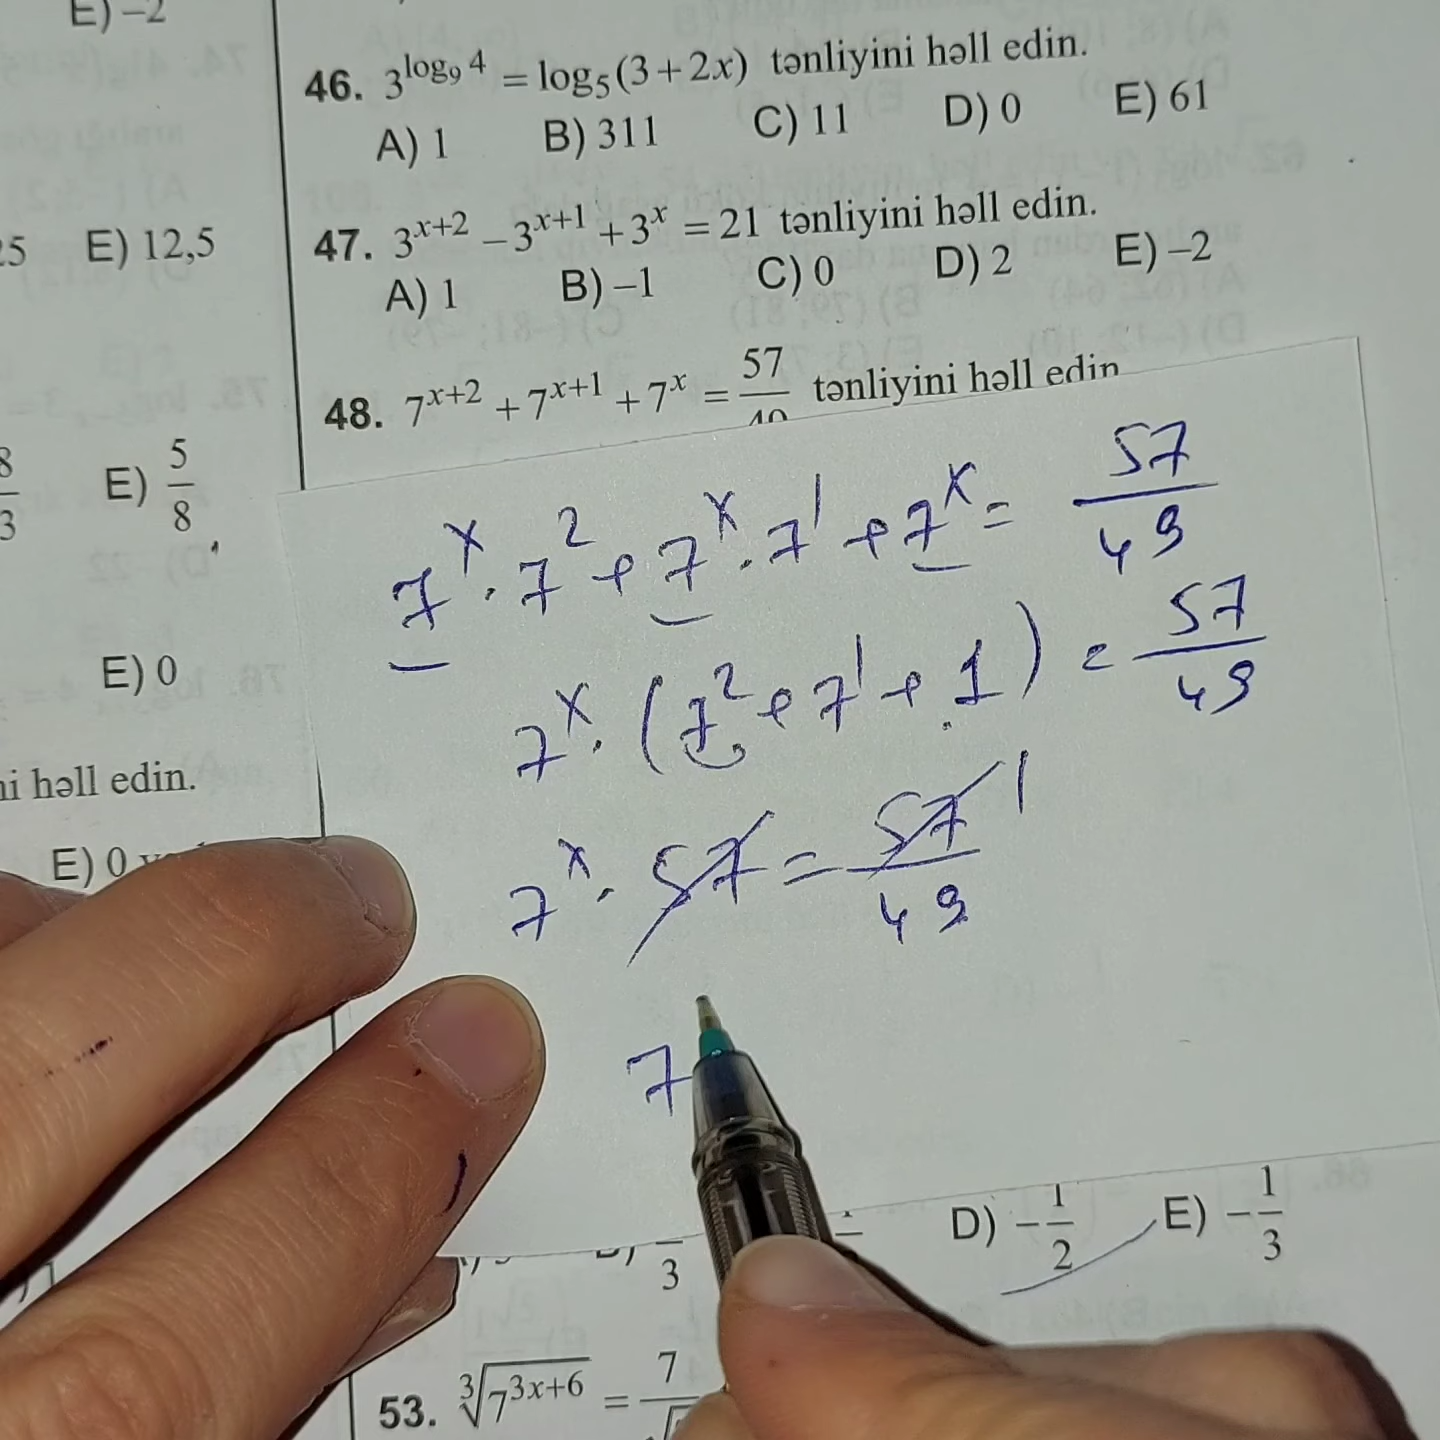 E) –2
46. 3^{log_9 4} = log_5(3 + 2x) tənliyini həll edin.
A) 1 B) 311 C) 11 D) 0 E) 61
47. 3^{x+2} – 3^{x+1} + 3^x = 21 tənliyini həll edin.
A) 1 B) –1 C) 0 D) 2 E) –2
48. 7^{x+2} + 7^{x+1} + 7^x = 57/49 tənliyini həll edin
7^x · 7^2 + 7^x · 7^1 + 7^x = 57/49
7^x · (7^2 + 7^1 + 1) = 57/49
7^x · 57 = 57/49 1
7
E) 12,5
E) 5/8
E) 0
həll edin.
E) 0
3
D) –1/2 E) –1/3
53. ∛(7^{3x+6}) = 7/√